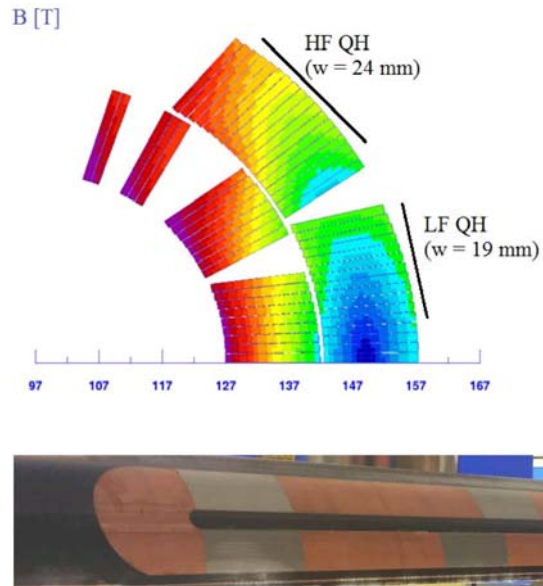 B [T]
HF QH
(w = 24 mm)
LF QH
(w = 19 mm)
97 107 117 127 137 147 157 167